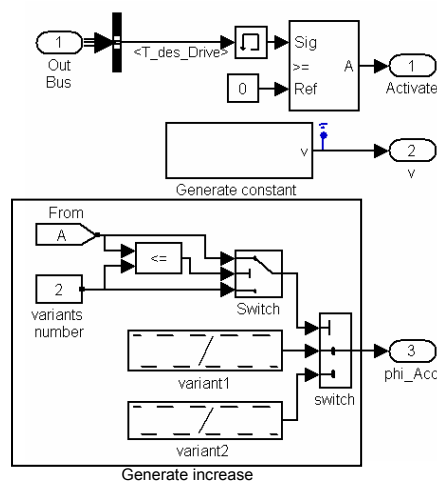 1
Out
Bus
<T_des_Drive>
Sig
>=
Ref
A
0
1
Activate
v
Generate constant
2
v
From
A
<=
2
variants
number
Switch
variant1
variant2
switch
3
phi_Acc
Generate increase